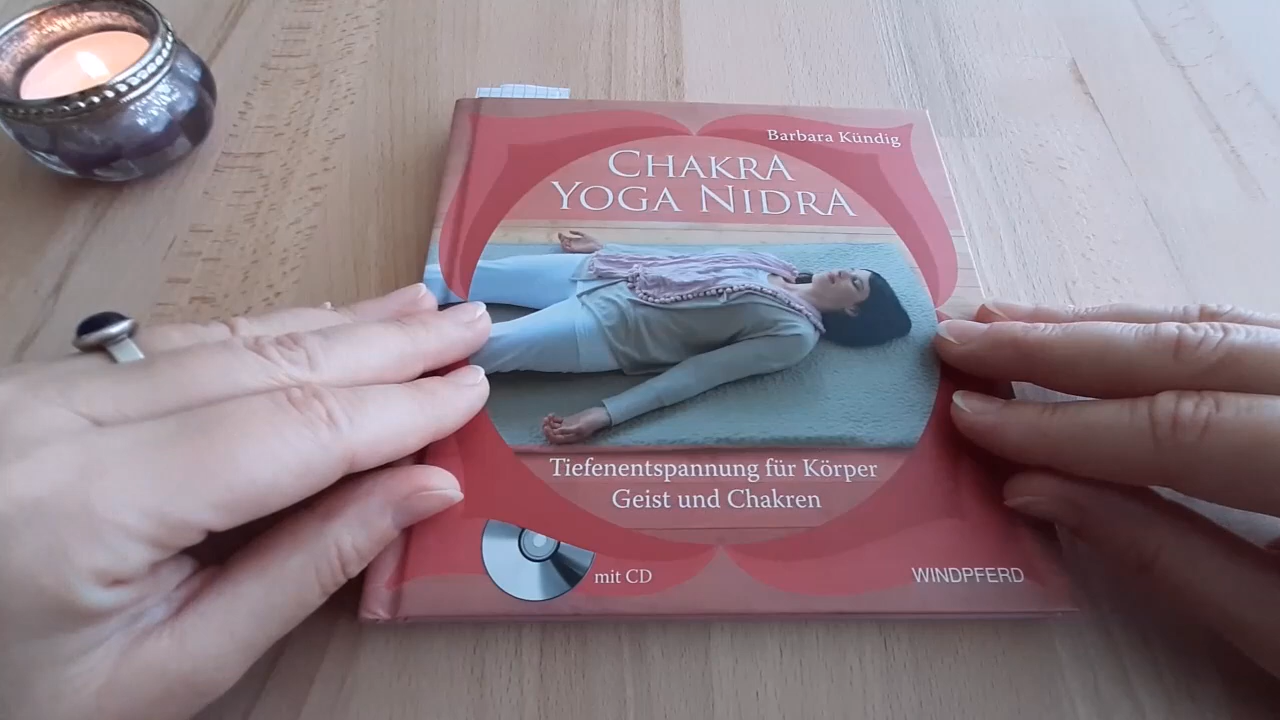 Barbara Kündig
CHAKRA
YOGA NIDRA
Tiefenentspannung für Körper
Geist und Chakren
mit CD
WINDPFERD